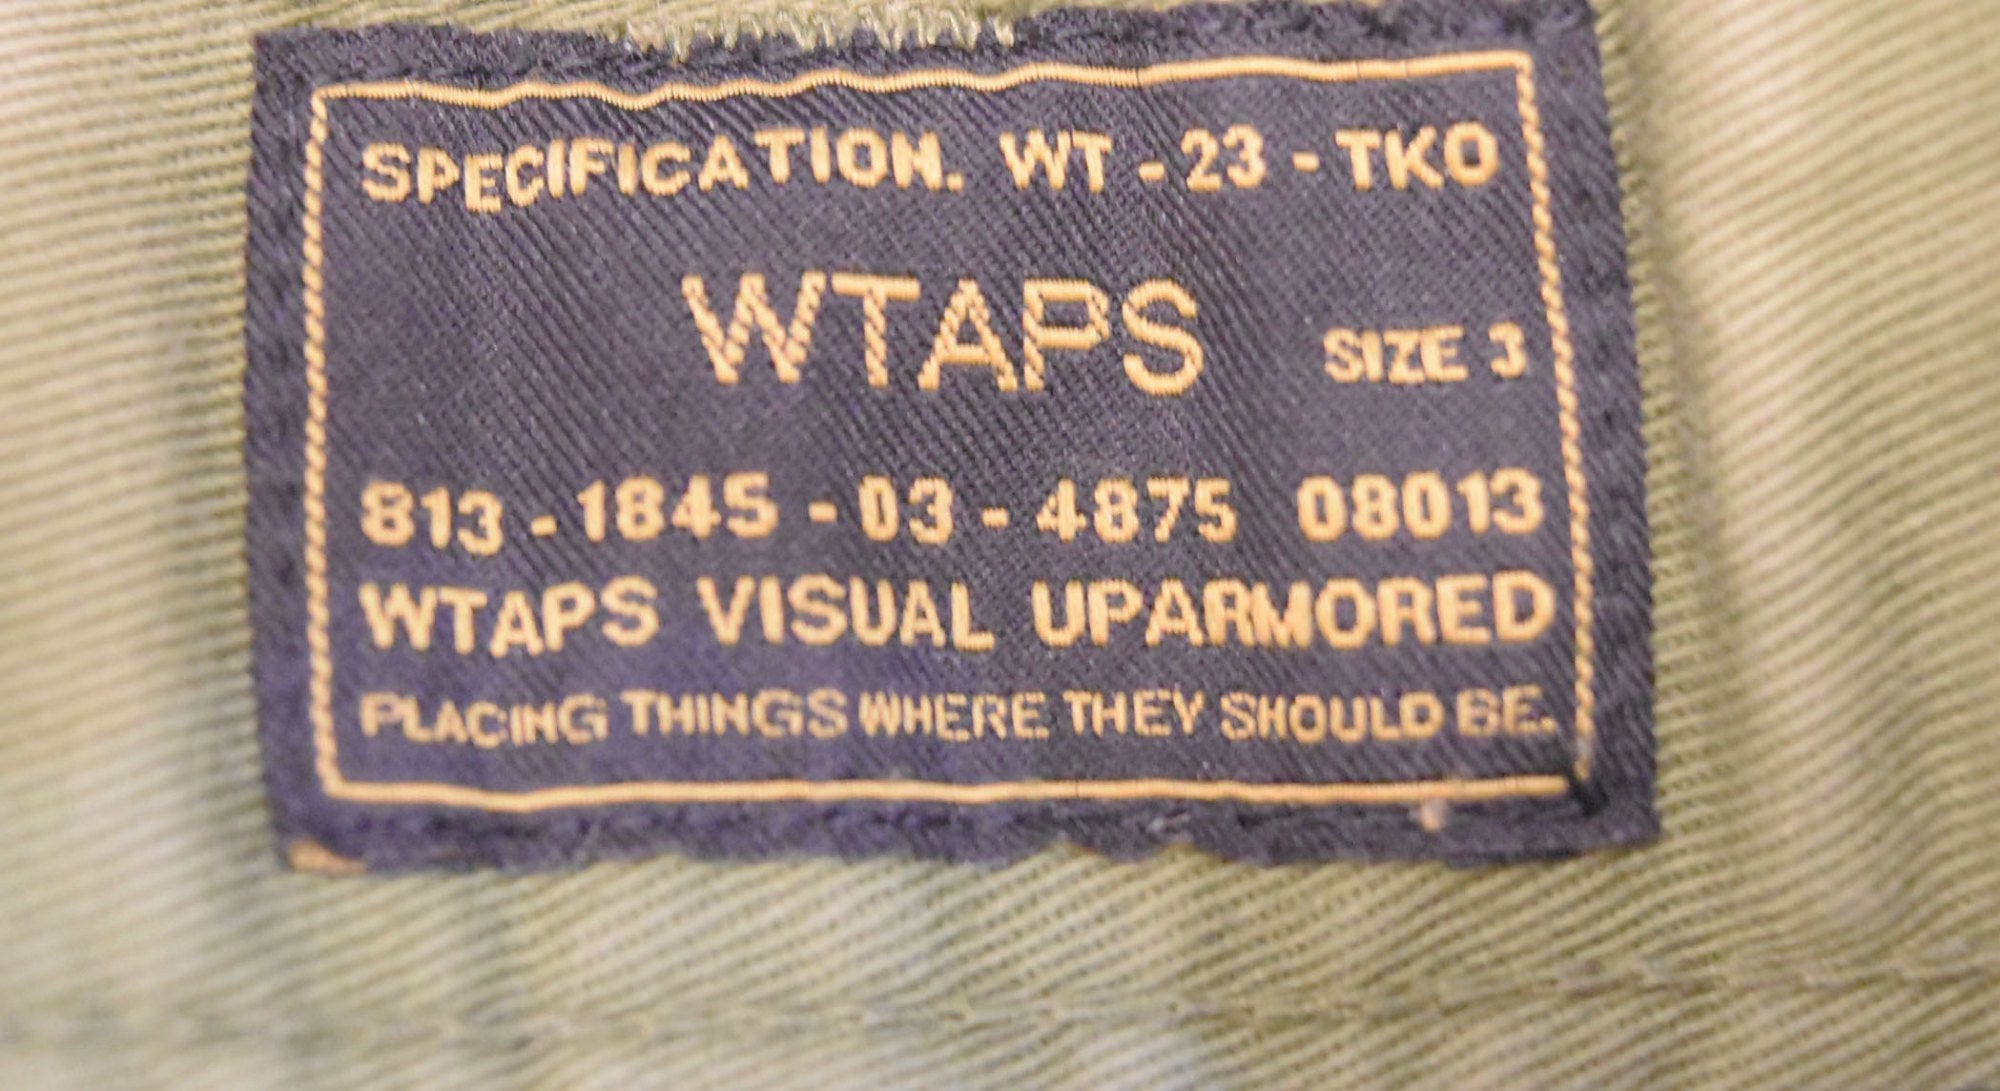 SPECIFICATION. WT - 23 - TKO
WTAPS SIZE 3
813 - 1845 - 03 - 4875 08013
WTAPS VISUAL UPARMORED
PLACING THINGS WHERE THEY SHOULD BE.